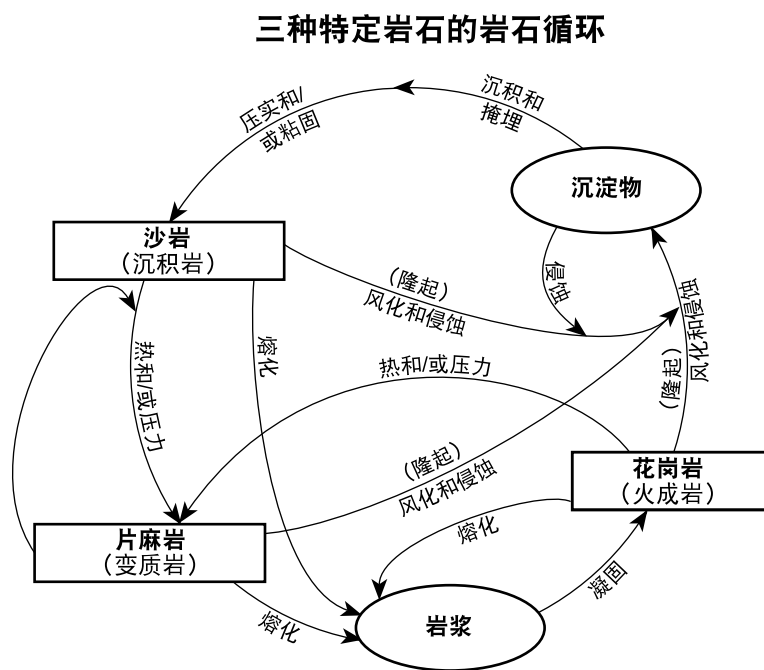 三种特定岩石的岩石循环
沉积和
掩埋
压实和/
或粘固
沉淀物
沙岩
（沉积岩）
侵蚀
（隆起）
风化和侵蚀
（隆起）
风化和侵蚀
熔化
热和/或压力
热和/或压力
（隆起）
风化和侵蚀
花岗岩
（火成岩）
片麻岩
（变质岩）
熔化
凝固
熔化
岩浆